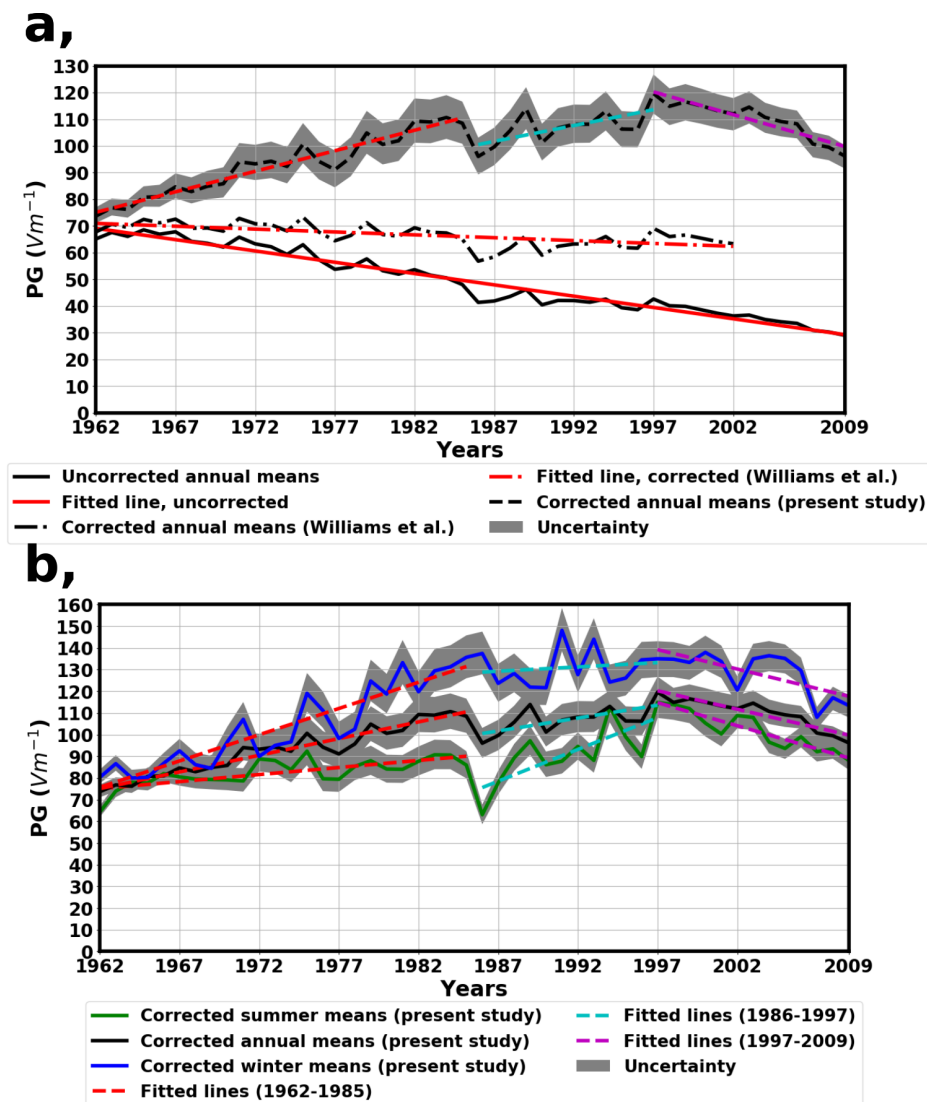 a,
130
120
110
100
90
80
70
60
50
40
30
20
10
0
PG (Vm⁻¹)
1962 1967 1972 1977 1982 1987 1992 1997 2002 2009
Years
Uncorrected annual means
Fitted line, uncorrected
Corrected annual means (Williams et al.)
Fitted line, corrected (Williams et al.)
Corrected annual means (present study)
Uncertainty
b,
160
150
140
130
120
110
100
90
80
70
60
50
40
30
20
10
0
PG (Vm⁻¹)
1962 1967 1972 1977 1982 1987 1992 1997 2002 2009
Years
Corrected summer means (present study)
Corrected annual means (present study)
Corrected winter means (present study)
Fitted lines (1962-1985)
Fitted lines (1986-1997)
Fitted lines (1997-2009)
Uncertainty